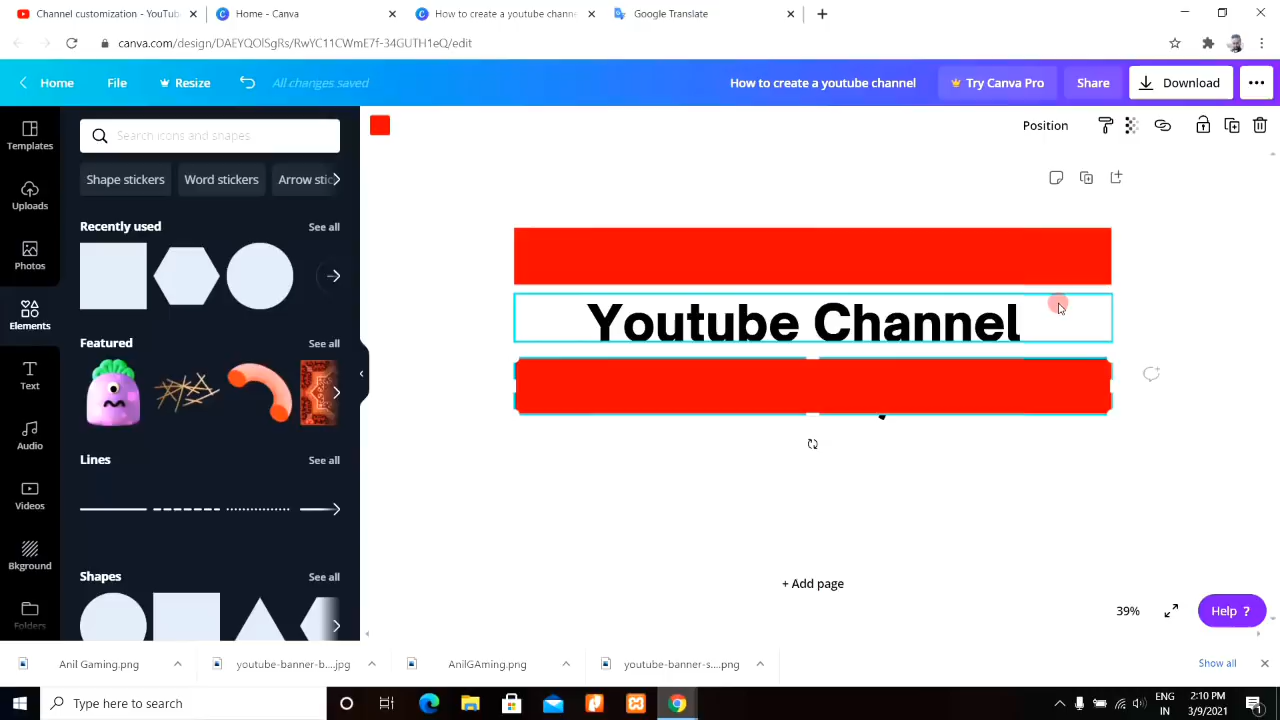 Channel customization - YouTub
Home - Canva
How to create a youtube chann
Google Translate
canva.com/design/DAEYQOlSgRs/RwYC11CWmE7f-34GUTH1eQ/edit
Home
File
Resize
All changes saved
How to create a youtube channel
Try Canva Pro
Share
Download
Templates
Search icons and shapes
Position
Shape stickers
Word stickers
Arrow stic
Uploads
Recently used
See all
Photos
Elements
Youtube Channel
Featured
See all
Text
Audio
Lines
See all
Videos
Bkground
Shapes
See all
+ Add page
Folders
39%
Help ?
Anil Gaming.png
youtube-banner-b....jpg
AnilGAming.png
youtube-banner-s....png
Show all
Type here to search
ENG
IN
2:10 PM
3/9/2021
1